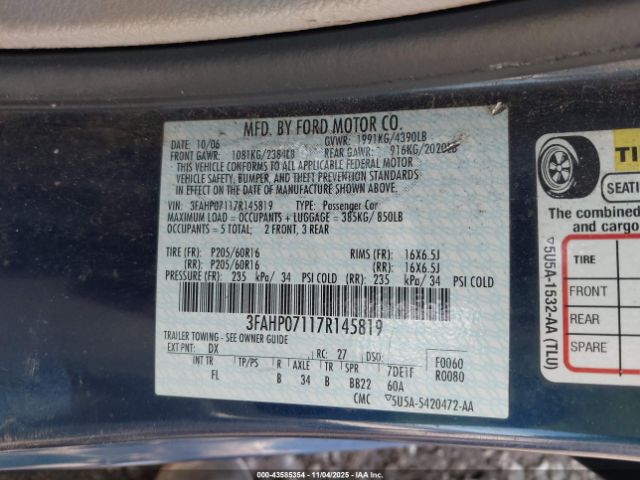 MFD. BY FORD MOTOR CO.
DATE: 10/06 GVWR: 1991KG/4390LB
FRONT GAWR: 1081KG/2384LB REAR GAWR: 916KG/2020LB
THIS VEHICLE CONFORMS TO ALL APPLICABLE FEDERAL MOTOR
VEHICLE SAFETY, BUMPER, AND THEFT PREVENTION STANDARDS
IN EFFECT ON THE DATE OF MANUFACTURE SHOWN ABOVE.
VIN: 3FAHP07117R145819 TYPE: Passenger Car
MAXIMUM LOAD = OCCUPANTS + LUGGAGE = 385KG/ 850LB
OCCUPANTS = 5 TOTAL: 2 FRONT, 3 REAR
TIRE (FR): P205/60R16 RIMS (FR): 16X6.5J
(RR): P205/60R16 (RR): 16X6.5J
PRESSURE (FR): 235 kPa/ 34 PSI COLD (RR): 235 kPa/ 34 PSI COLD
3FAHP07117R145819
TRAILER TOWING - SEE OWNER GUIDE
EXT PNT: DX RC: 27 DSO: F0060
INT TR TP/PS R AXLE TR SPR 7DE1F R0080
FL B 34 B BB22 60A
CMC ▽5U5A-5420472-AA
TI
SEATI
The combined
and cargo
TIRE
FRONT
REAR
SPARE
▽5U5A-1532-AA (TLU)
000-43585354 | 11/04/2025 | © IAA Holdings, LLC